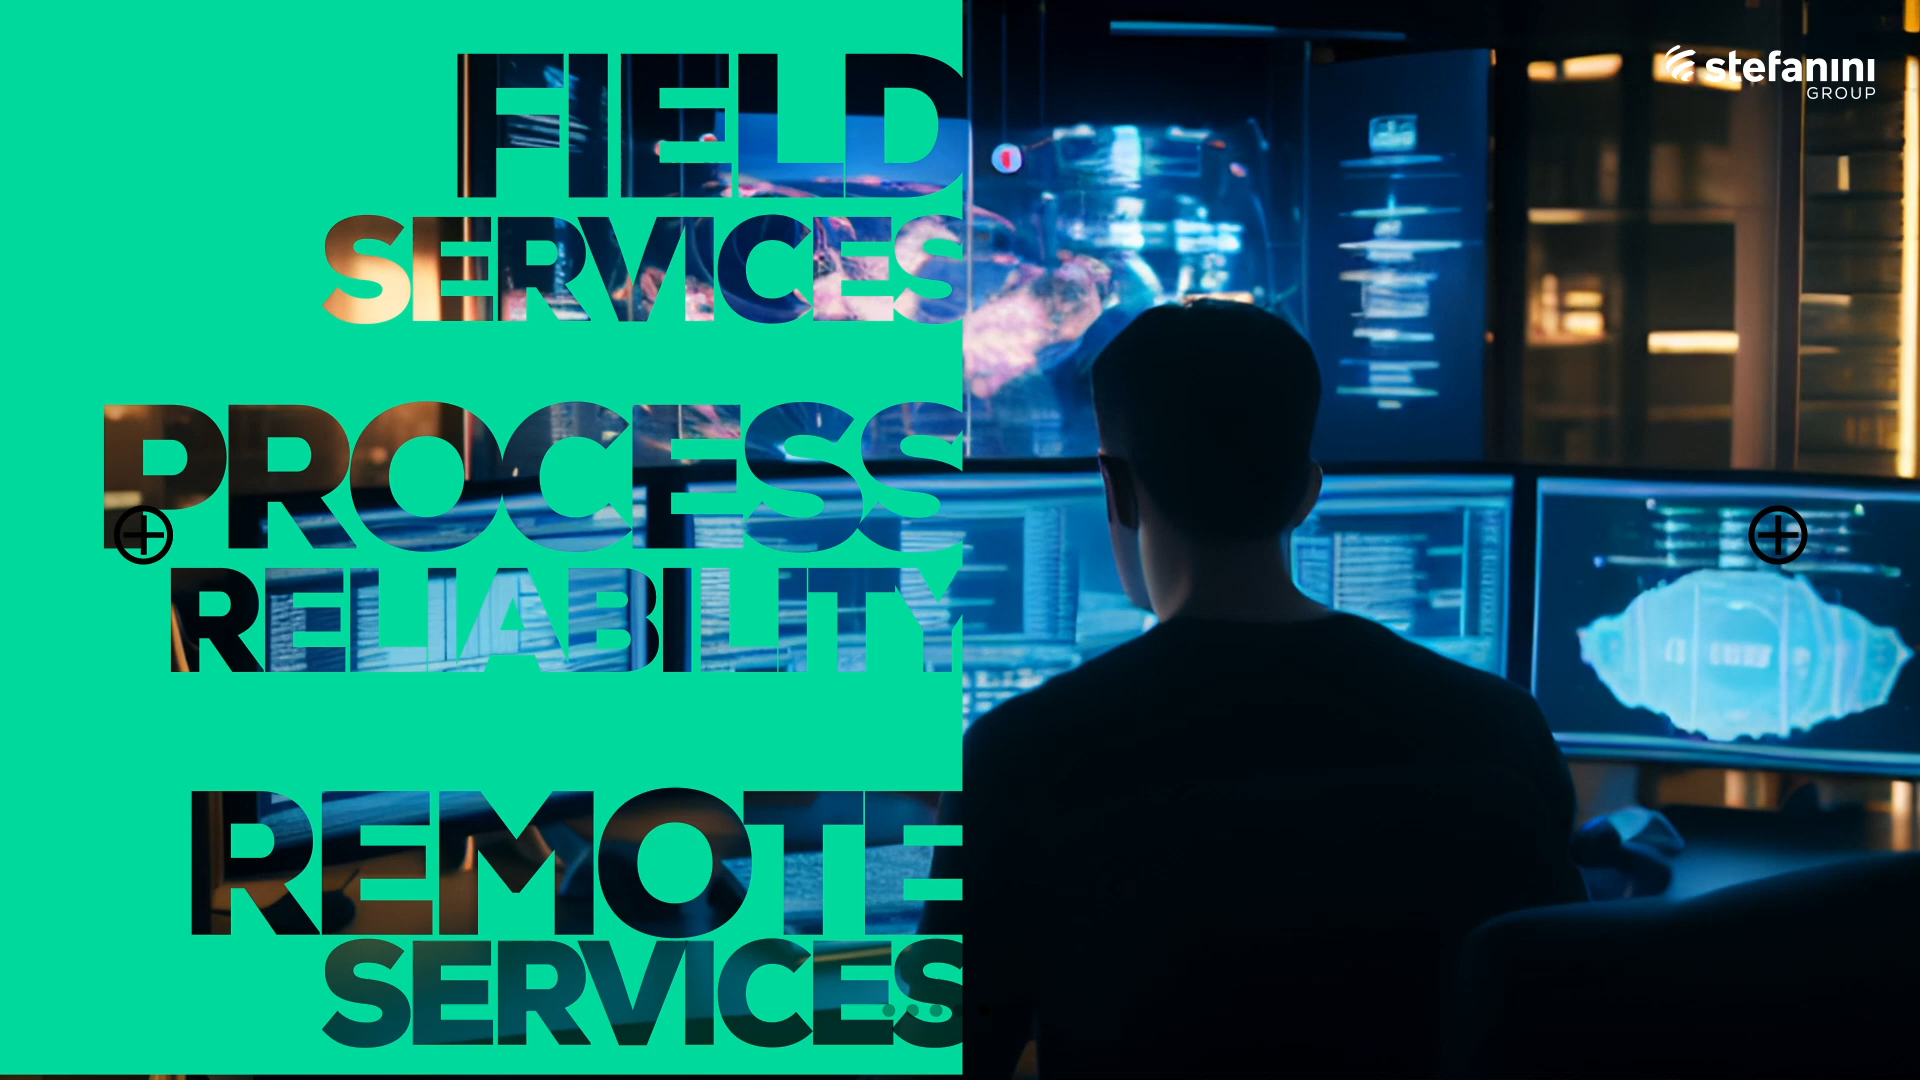 FIELD
SERVICES
PROCESS
RELIABILITY
REMOTE
SERVICES
stefanini
GROUP